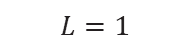 L = 1